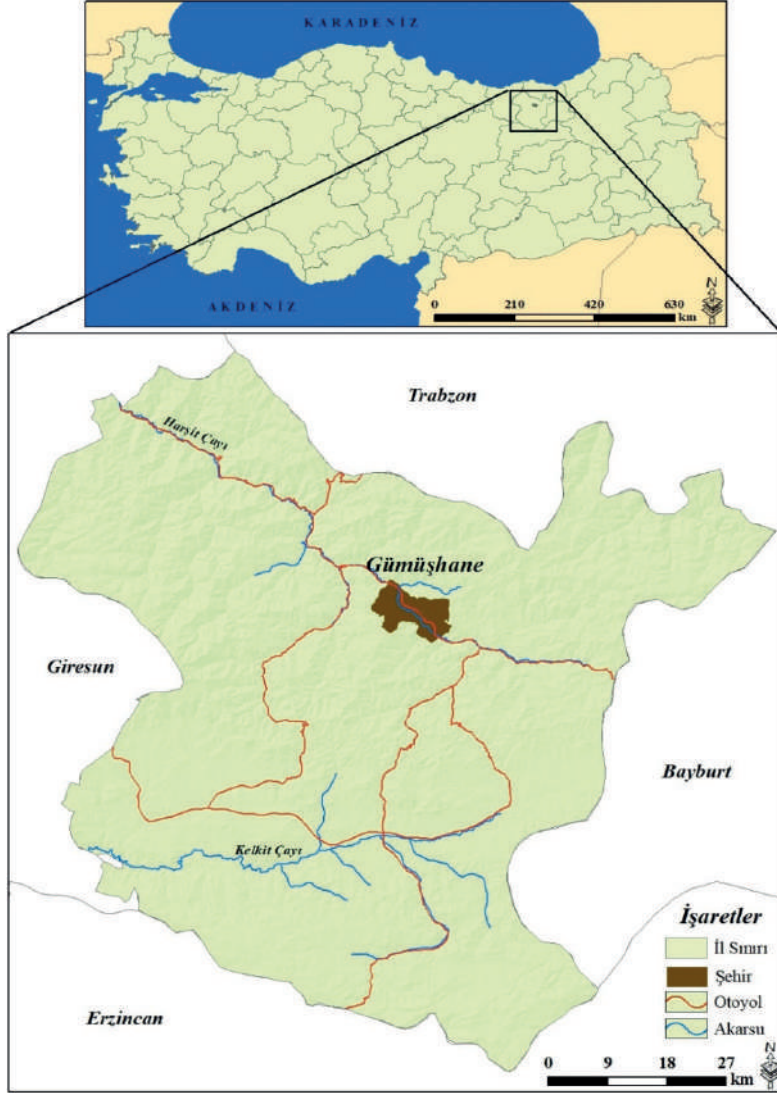 KARADENİZ
AKDENİZ
N
0 210 420 630
km
Trabzon
Harşit Çayı
Gümüşhane
Giresun
Bayburt
Kelkit Çayı
Erzincan
İşaretler
İl Sınırı
Şehir
Otoyol
Akarsu
N
0 9 18 27
km